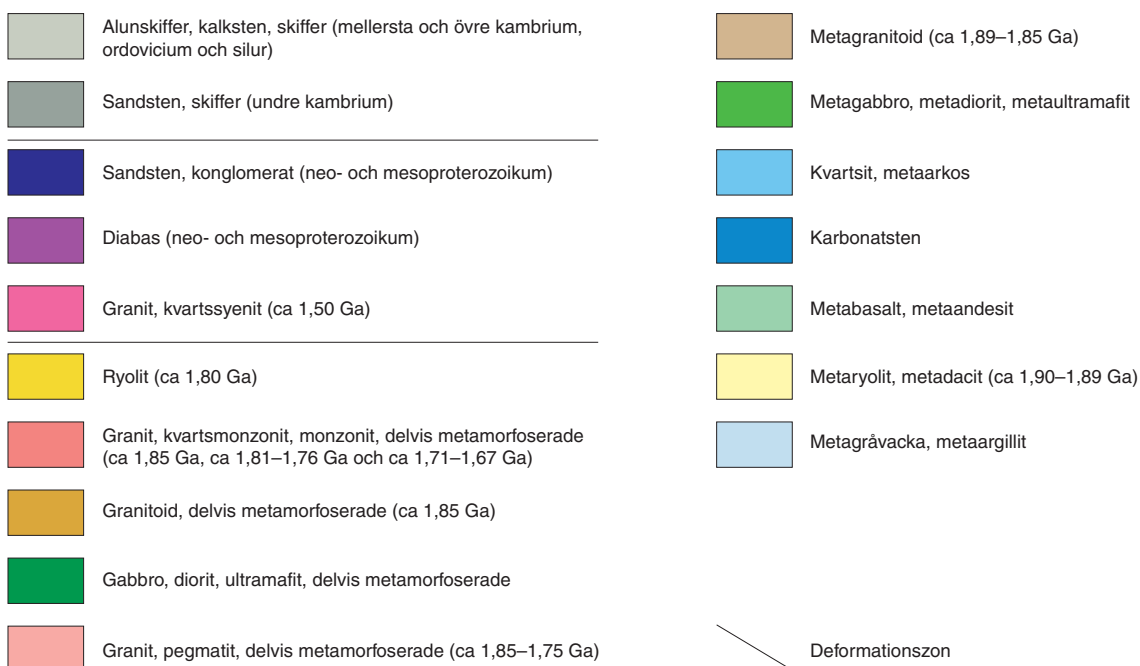 Alunskiffer, kalksten, skiffer (mellersta och övre kambrium,
ordovicium och silur)
Sandsten, skiffer (undre kambrium)
Sandsten, konglomerat (neo- och mesoproterozoikum)
Diabas (neo- och mesoproterozoikum)
Granit, kvartssyenit (ca 1,50 Ga)
Ryolit (ca 1,80 Ga)
Granit, kvartsmonzonit, monzonit, delvis metamorfoserade
(ca 1,85 Ga, ca 1,81–1,76 Ga och ca 1,71–1,67 Ga)
Granitoid, delvis metamorfoserade (ca 1,85 Ga)
Gabbro, diorit, ultramafit, delvis metamorfoserade
Granit, pegmatit, delvis metamorfoserade (ca 1,85–1,75 Ga)
Metagranitoid (ca 1,89–1,85 Ga)
Metagabbro, metadiorit, metaultramafit
Kvartsit, metaarkos
Karbonatsten
Metabasalt, metaandesit
Metaryolit, metadacit (ca 1,90–1,89 Ga)
Metagråvacka, metaargillit
Deformationszon